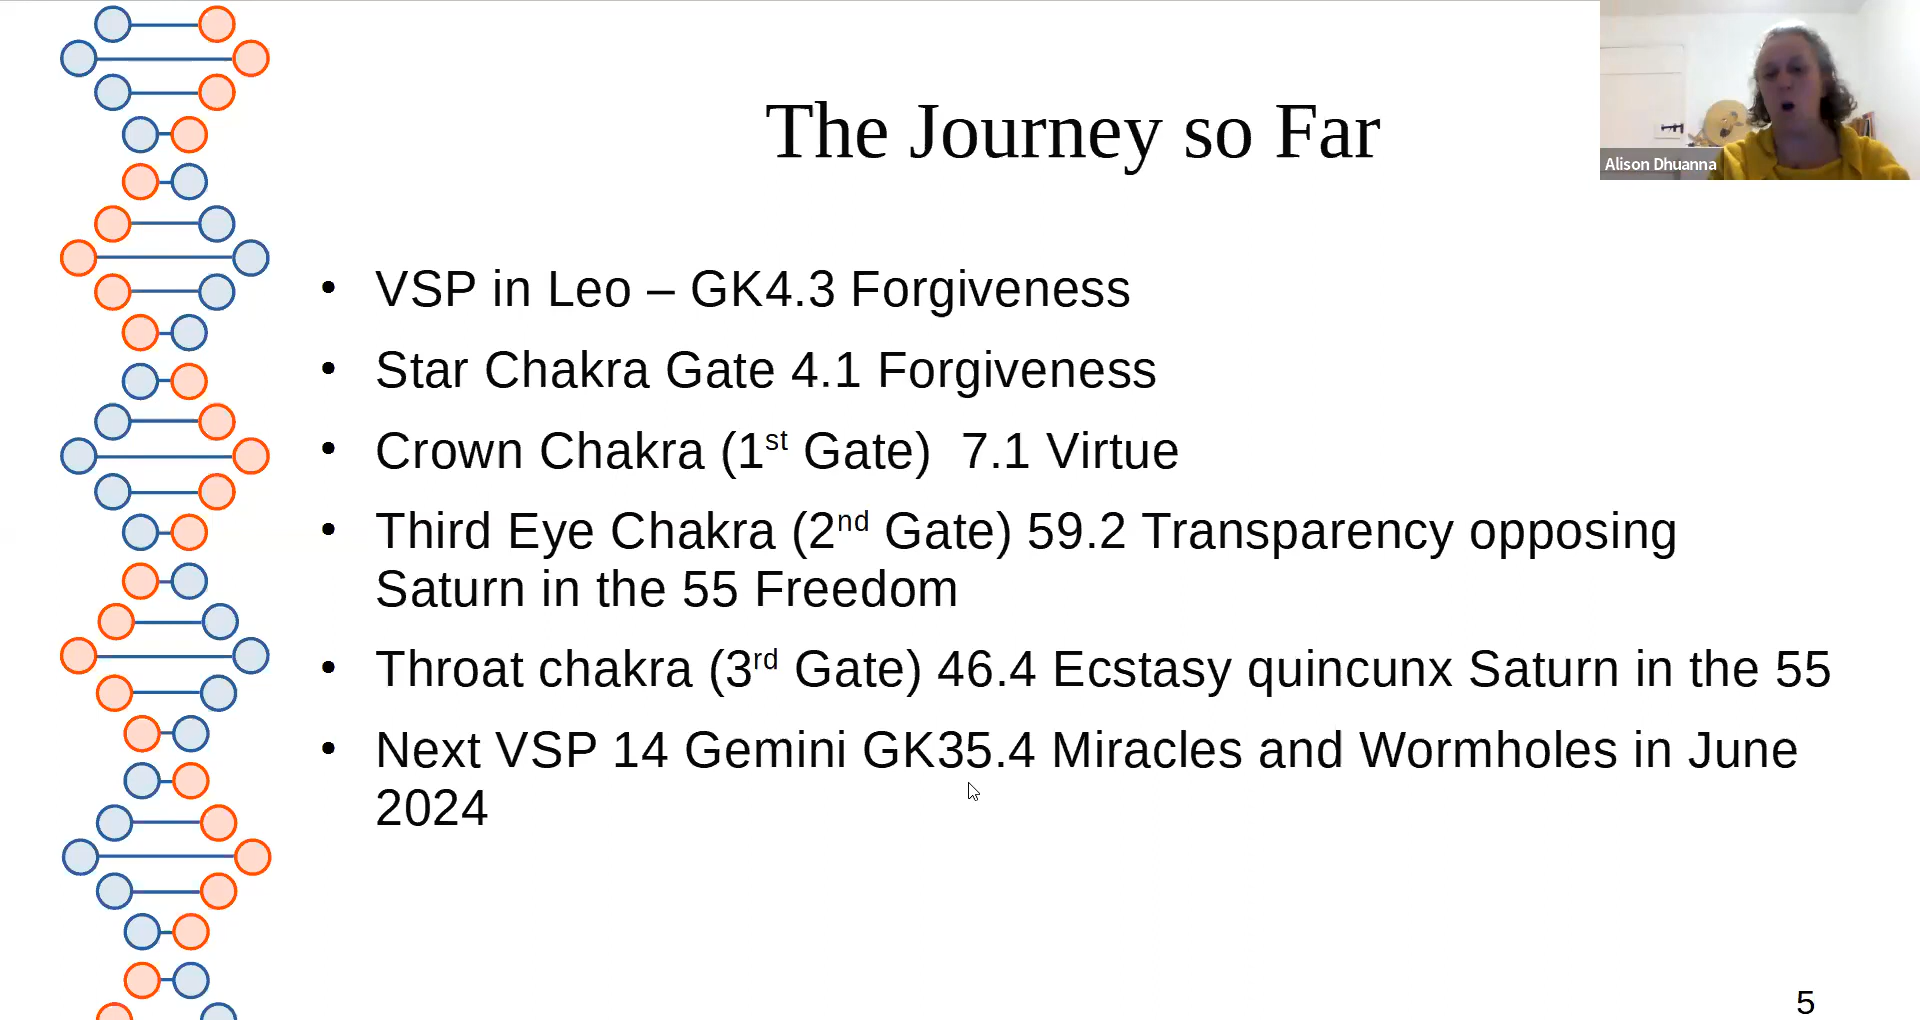 The Journey so Far
Alison Dhuanna
• VSP in Leo – GK4.3 Forgiveness
• Star Chakra Gate 4.1 Forgiveness
• Crown Chakra (1st Gate)  7.1 Virtue
• Third Eye Chakra (2nd Gate) 59.2 Transparency opposing
Saturn in the 55 Freedom
• Throat chakra (3rd Gate) 46.4 Ecstasy quincunx Saturn in the 55
• Next VSP 14 Gemini GK35.4 Miracles and Wormholes in June
2024
5